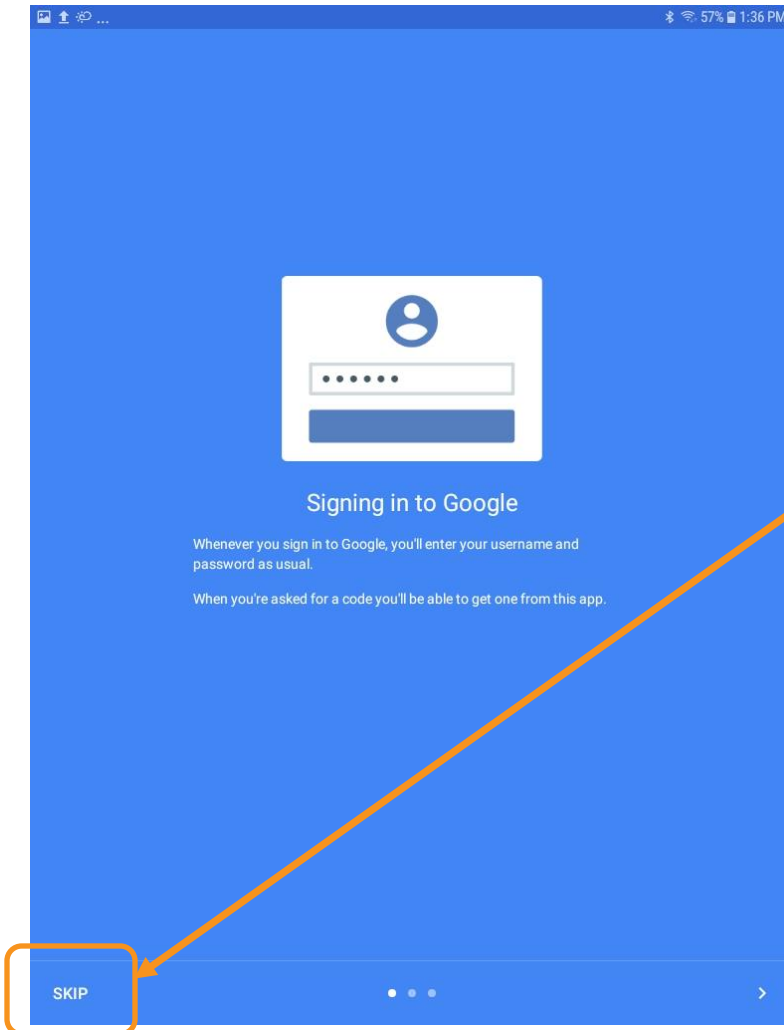 ... 57% 1:36 PM
Signing in to Google
Whenever you sign in to Google, you'll enter your username and
password as usual.
When you're asked for a code you'll be able to get one from this app.
SKIP